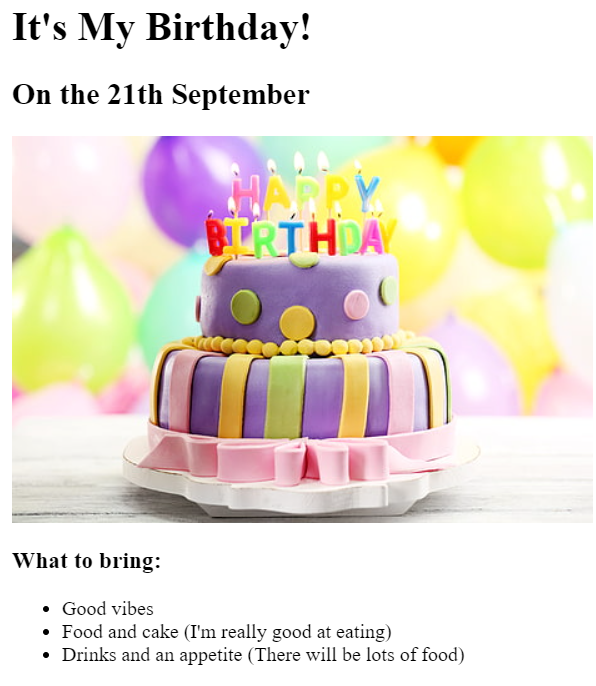 It's My Birthday!
On the 21th September
HAPPY
BIRTHDAY
What to bring:
Good vibes
Food and cake (I'm really good at eating)
Drinks and an appetite (There will be lots of food)